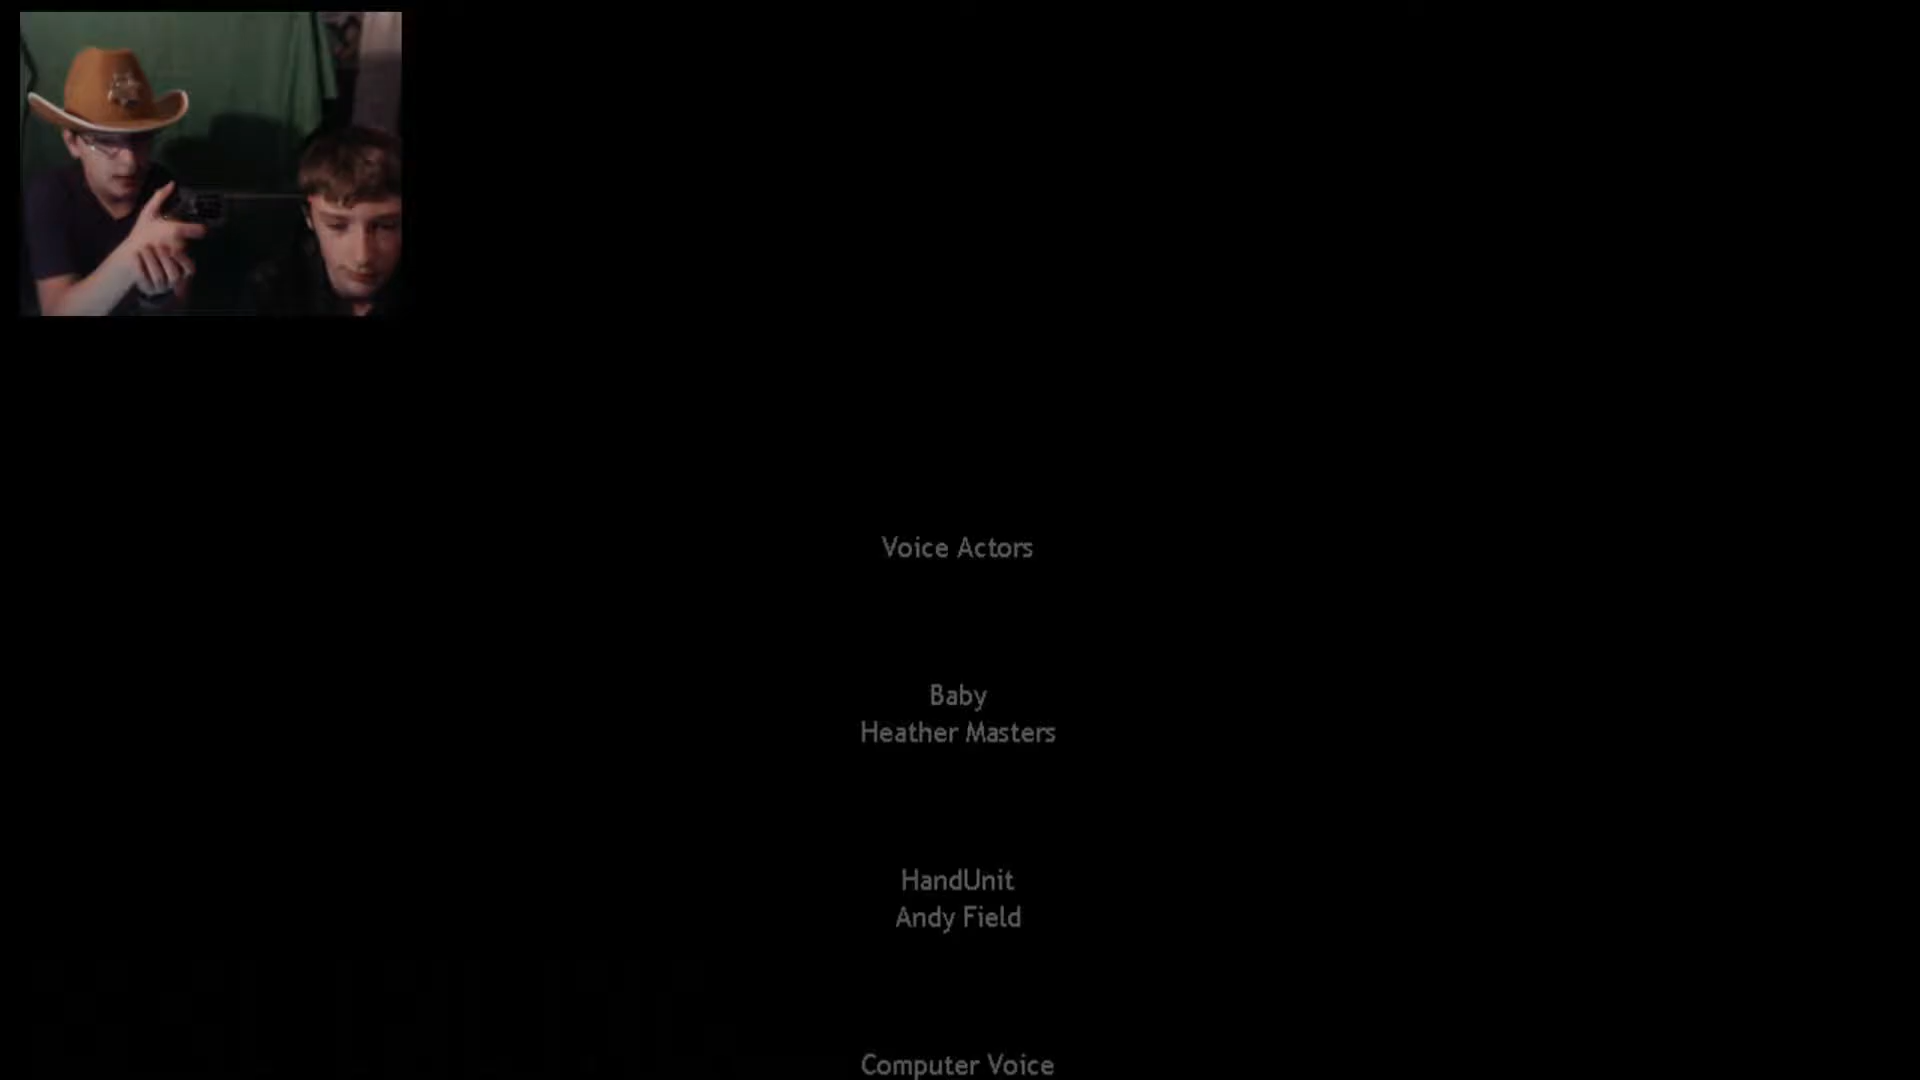 Voice Actors
Baby
Heather Masters
HandUnit
Andy Field
Computer Voice